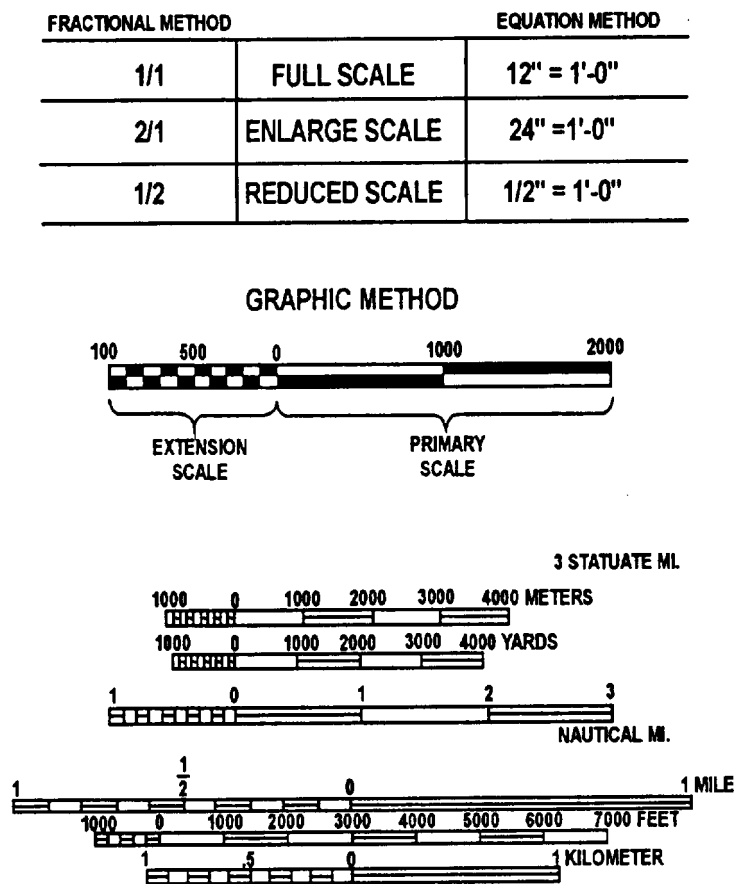 FRACTIONAL METHOD EQUATION METHOD
1/1 FULL SCALE 12" = 1'-0"
2/1 ENLARGE SCALE 24" =1'-0"
1/2 REDUCED SCALE 1/2" = 1'-0"
GRAPHIC METHOD
100 500 0 1000 2000
EXTENSION SCALE
PRIMARY SCALE
3 STATUATE MI.
1000 0 1000 2000 3000 4000 METERS
1000 0 1000 2000 3000 4000 YARDS
1 0 1 2 3
NAUTICAL MI.
1 1/2 0 1 MILE
1000 0 1000 2000 3000 4000 5000 6000 7000 FEET
1 .5 0 1 KILOMETER